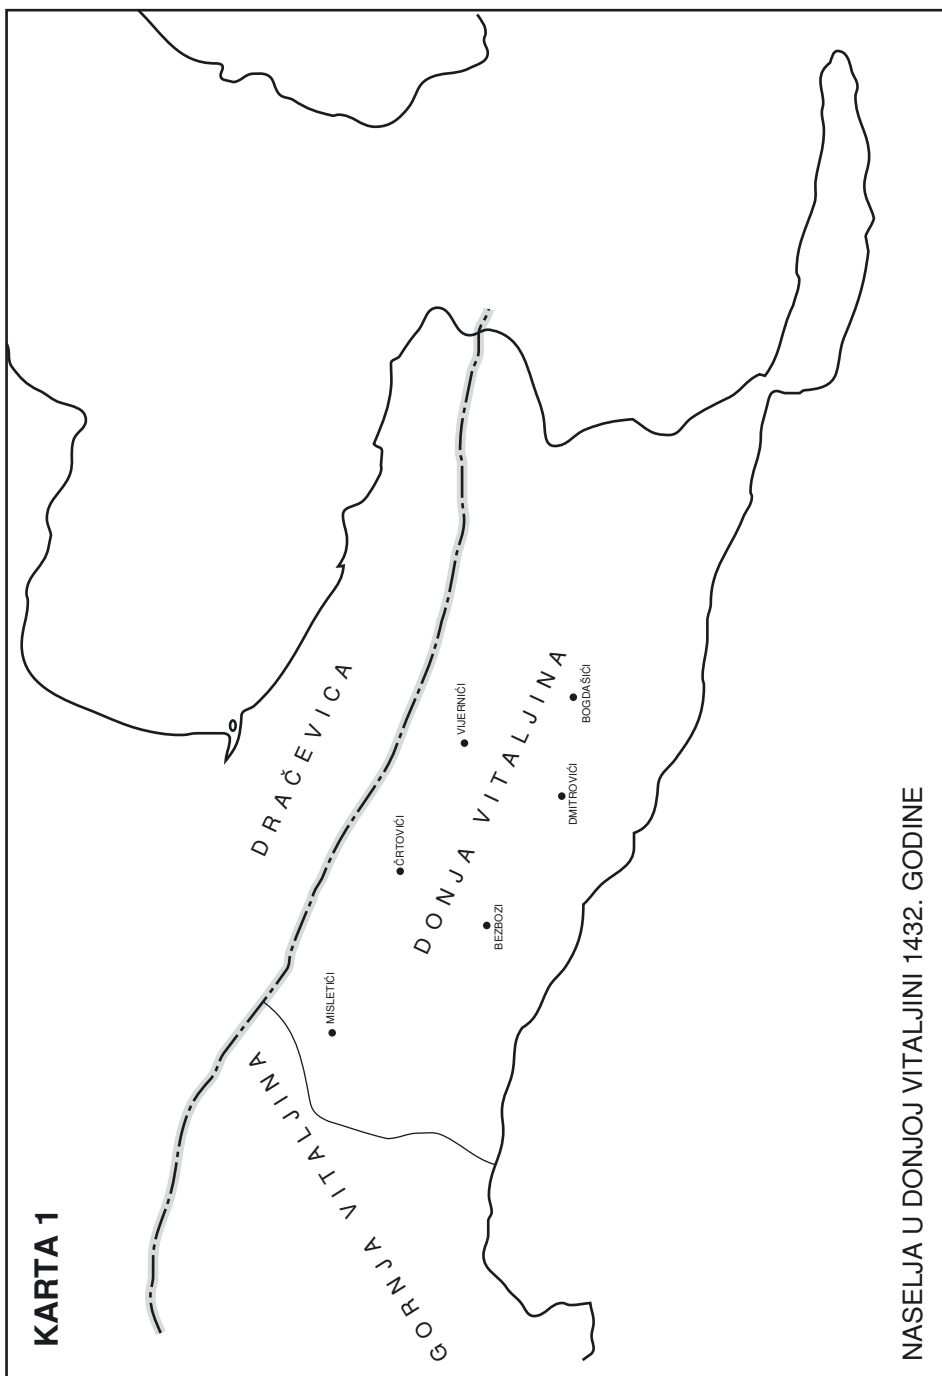 KARTA 1
DRAČEVICA
GORNJA VITALJINA
MISLETIĆI
ČRTOVIĆI
VIJERNIĆI
DONJA VITALJINA
BEZBOZI
DMITROVIĆI
BOGDAŠIĆI
NASELJA U DONJOJ VITALJINI 1432. GODINE